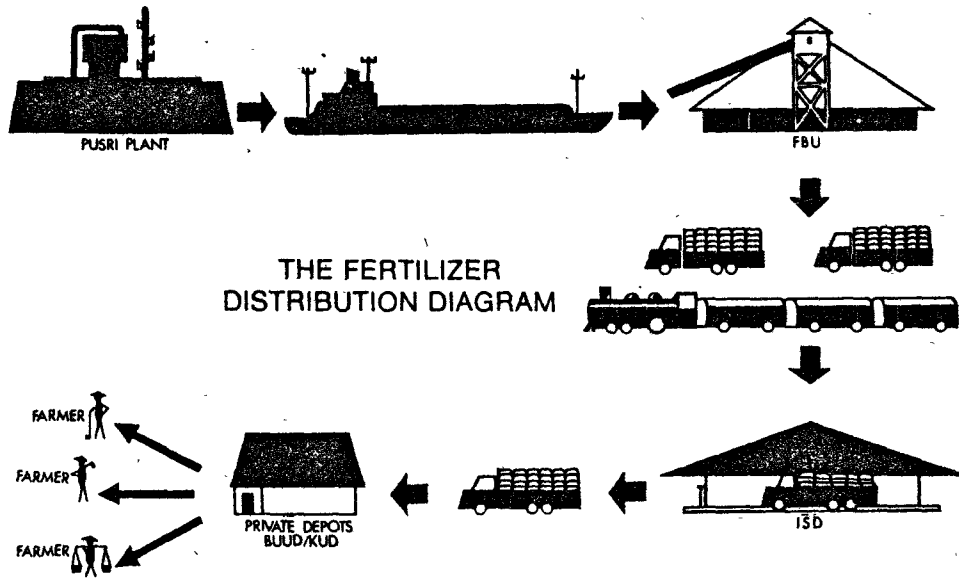 PUSRI PLANT
FBU
THE FERTILIZER
DISTRIBUTION DIAGRAM
FARMER
FARMER
FARMER
PRIVATE DEPOTS
BUUD/KUD
ISD